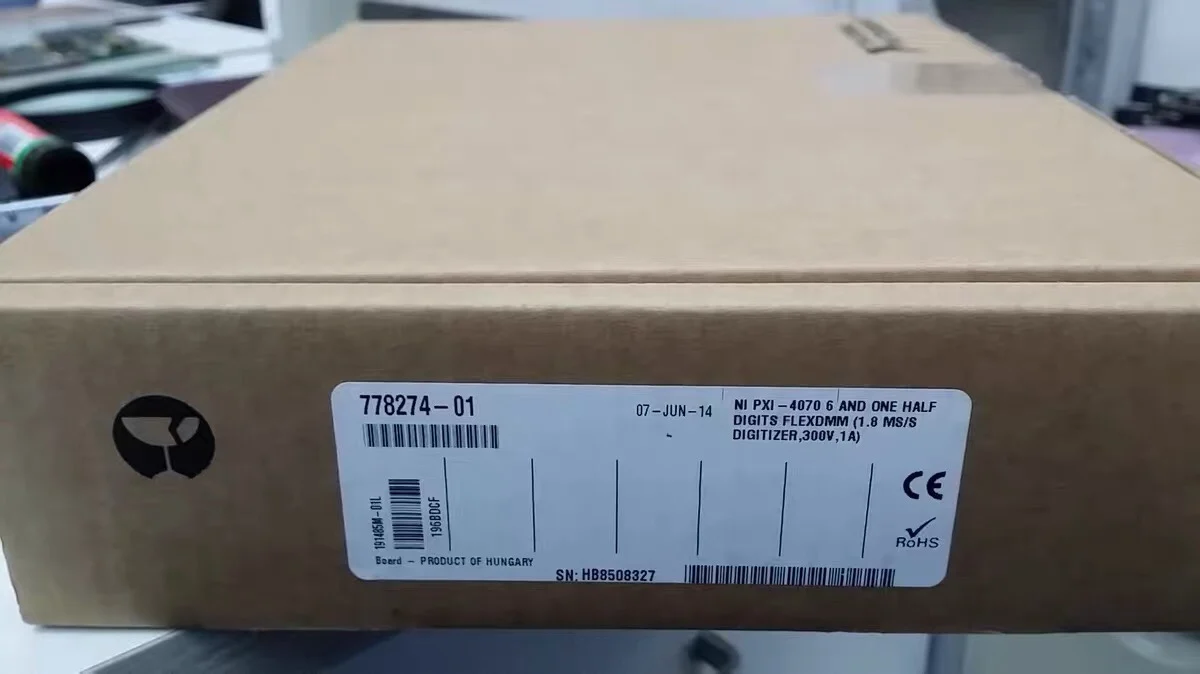 778274-01
07-JUN-14
NI PXI-4070 6 AND ONE HALF
DIGITS FLEXDMM (1.8 MS/S
DIGITIZER,300V,1A)
191485M-01L
196BDCF
CE
RoHS
Board - PRODUCT OF HUNGARY
SN: HB8508327